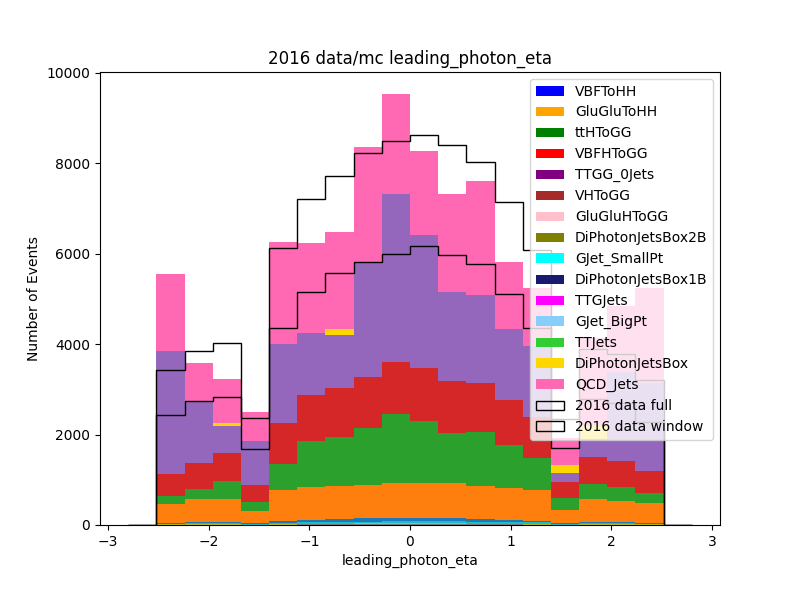 2016 data/mc leading_photon_eta
10000
8000
6000
4000
2000
0
Number of Events
−3
−2
−1
0
1
2
3
leading_photon_eta
VBFToHH
GluGluToHH
ttHToGG
VBFHToGG
TTGG_0Jets
VHToGG
GluGluHToGG
DiPhotonJetsBox2B
GJet_SmallPt
DiPhotonJetsBox1B
TTGJets
GJet_BigPt
TTJets
DiPhotonJetsBox
QCD_Jets
2016 data full
2016 data window